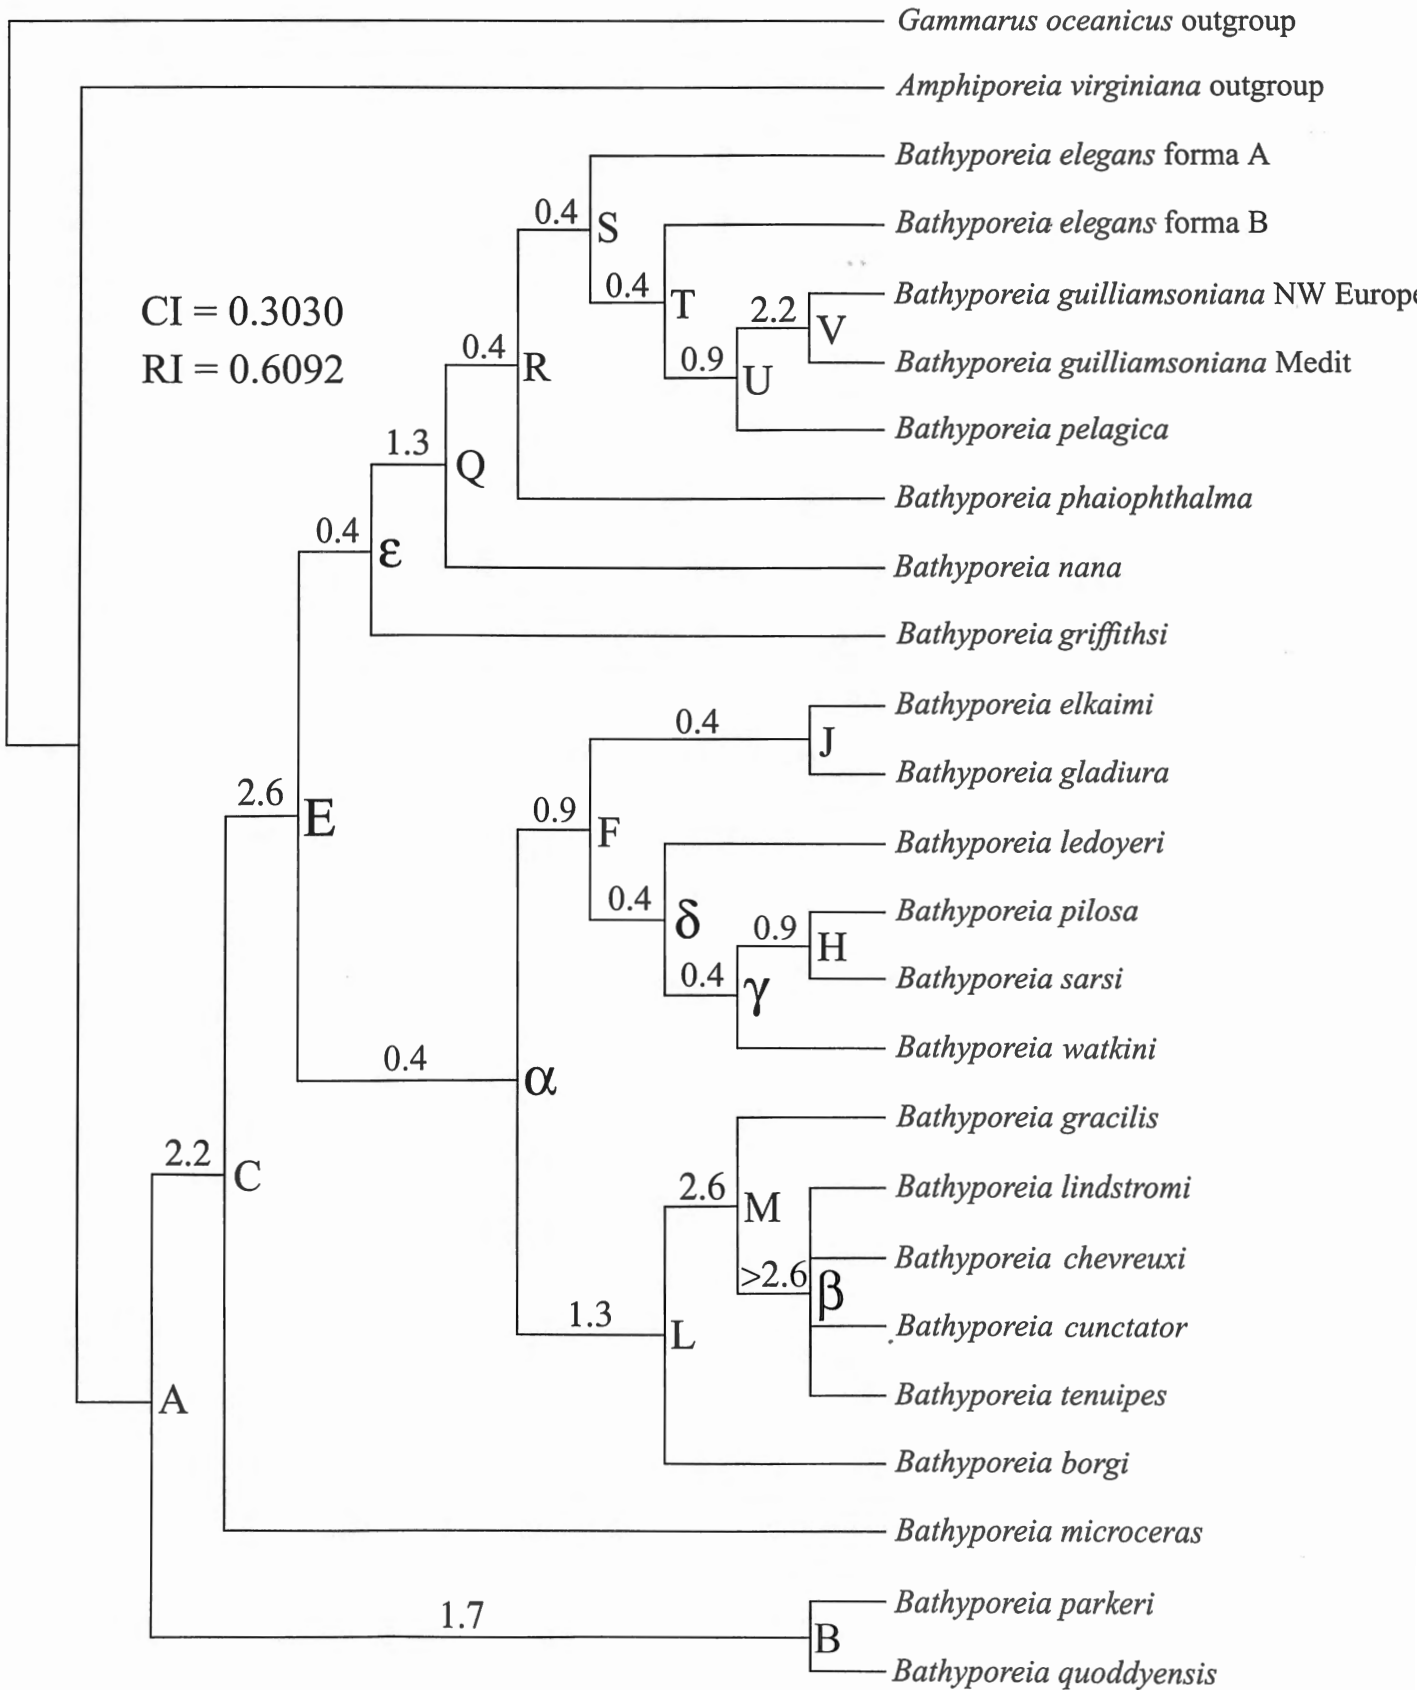 Gammarus oceanicus outgroup
Amphiporeia virginiana outgroup
Bathyporeia elegans forma A
0.4 S
Bathyporeia elegans forma B
0.4 T
Bathyporeia guilliamsoniana NW Europe
2.2 V
CI = 0.3030
RI = 0.6092
Bathyporeia guilliamsoniana Medit
0.4 R
0.9 U
Bathyporeia pelagica
1.3 Q
Bathyporeia phaiophthalma
0.4 ε
Bathyporeia nana
Bathyporeia griffithsi
Bathyporeia elkaimi
0.4 J
Bathyporeia gladiura
2.6 E
0.9 F
Bathyporeia ledoyeri
0.4 δ
Bathyporeia pilosa
0.9 H
Bathyporeia sarsi
0.4 γ
Bathyporeia watkini
0.4 α
Bathyporeia gracilis
2.2 C
2.6 M
Bathyporeia lindstromi
Bathyporeia chevreuxi
>2.6 β
Bathyporeia cunctator
1.3 L
Bathyporeia tenuipes
A
Bathyporeia borgi
Bathyporeia microceras
Bathyporeia parkeri
1.7 B
Bathyporeia quoddyensis